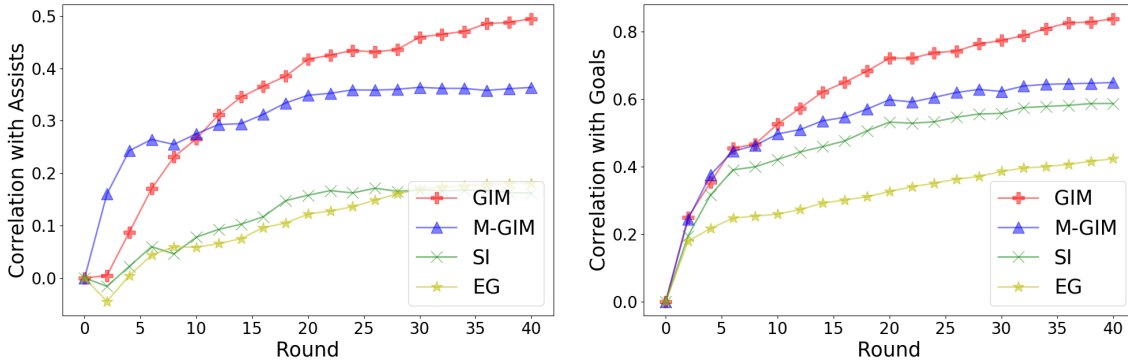 Correlation with Assists
0.5
0.4
0.3
0.2
0.1
0.0
GIM
M-GIM
SI
EG
0 5 10 15 20 25 30 35 40
Round
Correlation with Goals
0.8
0.6
0.4
0.2
0.0
GIM
M-GIM
SI
EG
0 5 10 15 20 25 30 35 40
Round